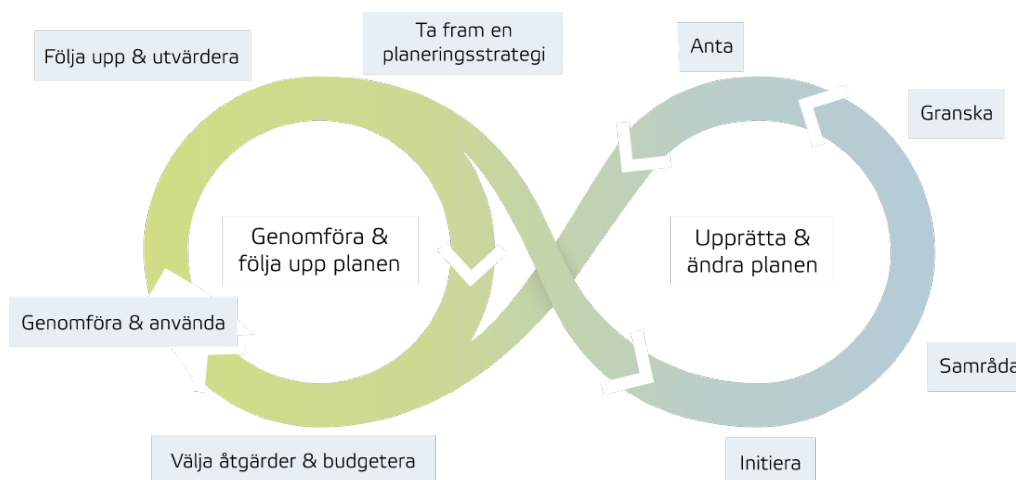 Ta fram en
planeringsstrategi
Anta
Följa upp & utvärdera
Granska
Genomföra &
följa upp planen
Upprätta &
ändra planen
Genomföra & använda
Samråda
Välja åtgärder & budgetera
Initiera